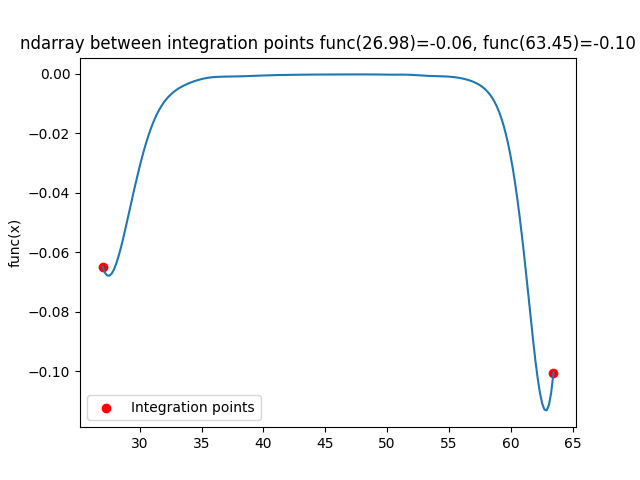 ndarray between integration points func(26.98)=-0.06, func(63.45)=-0.10
0.00
−0.02
−0.04
−0.06
−0.08
−0.10
func(x)
Integration points
30 35 40 45 50 55 60 65